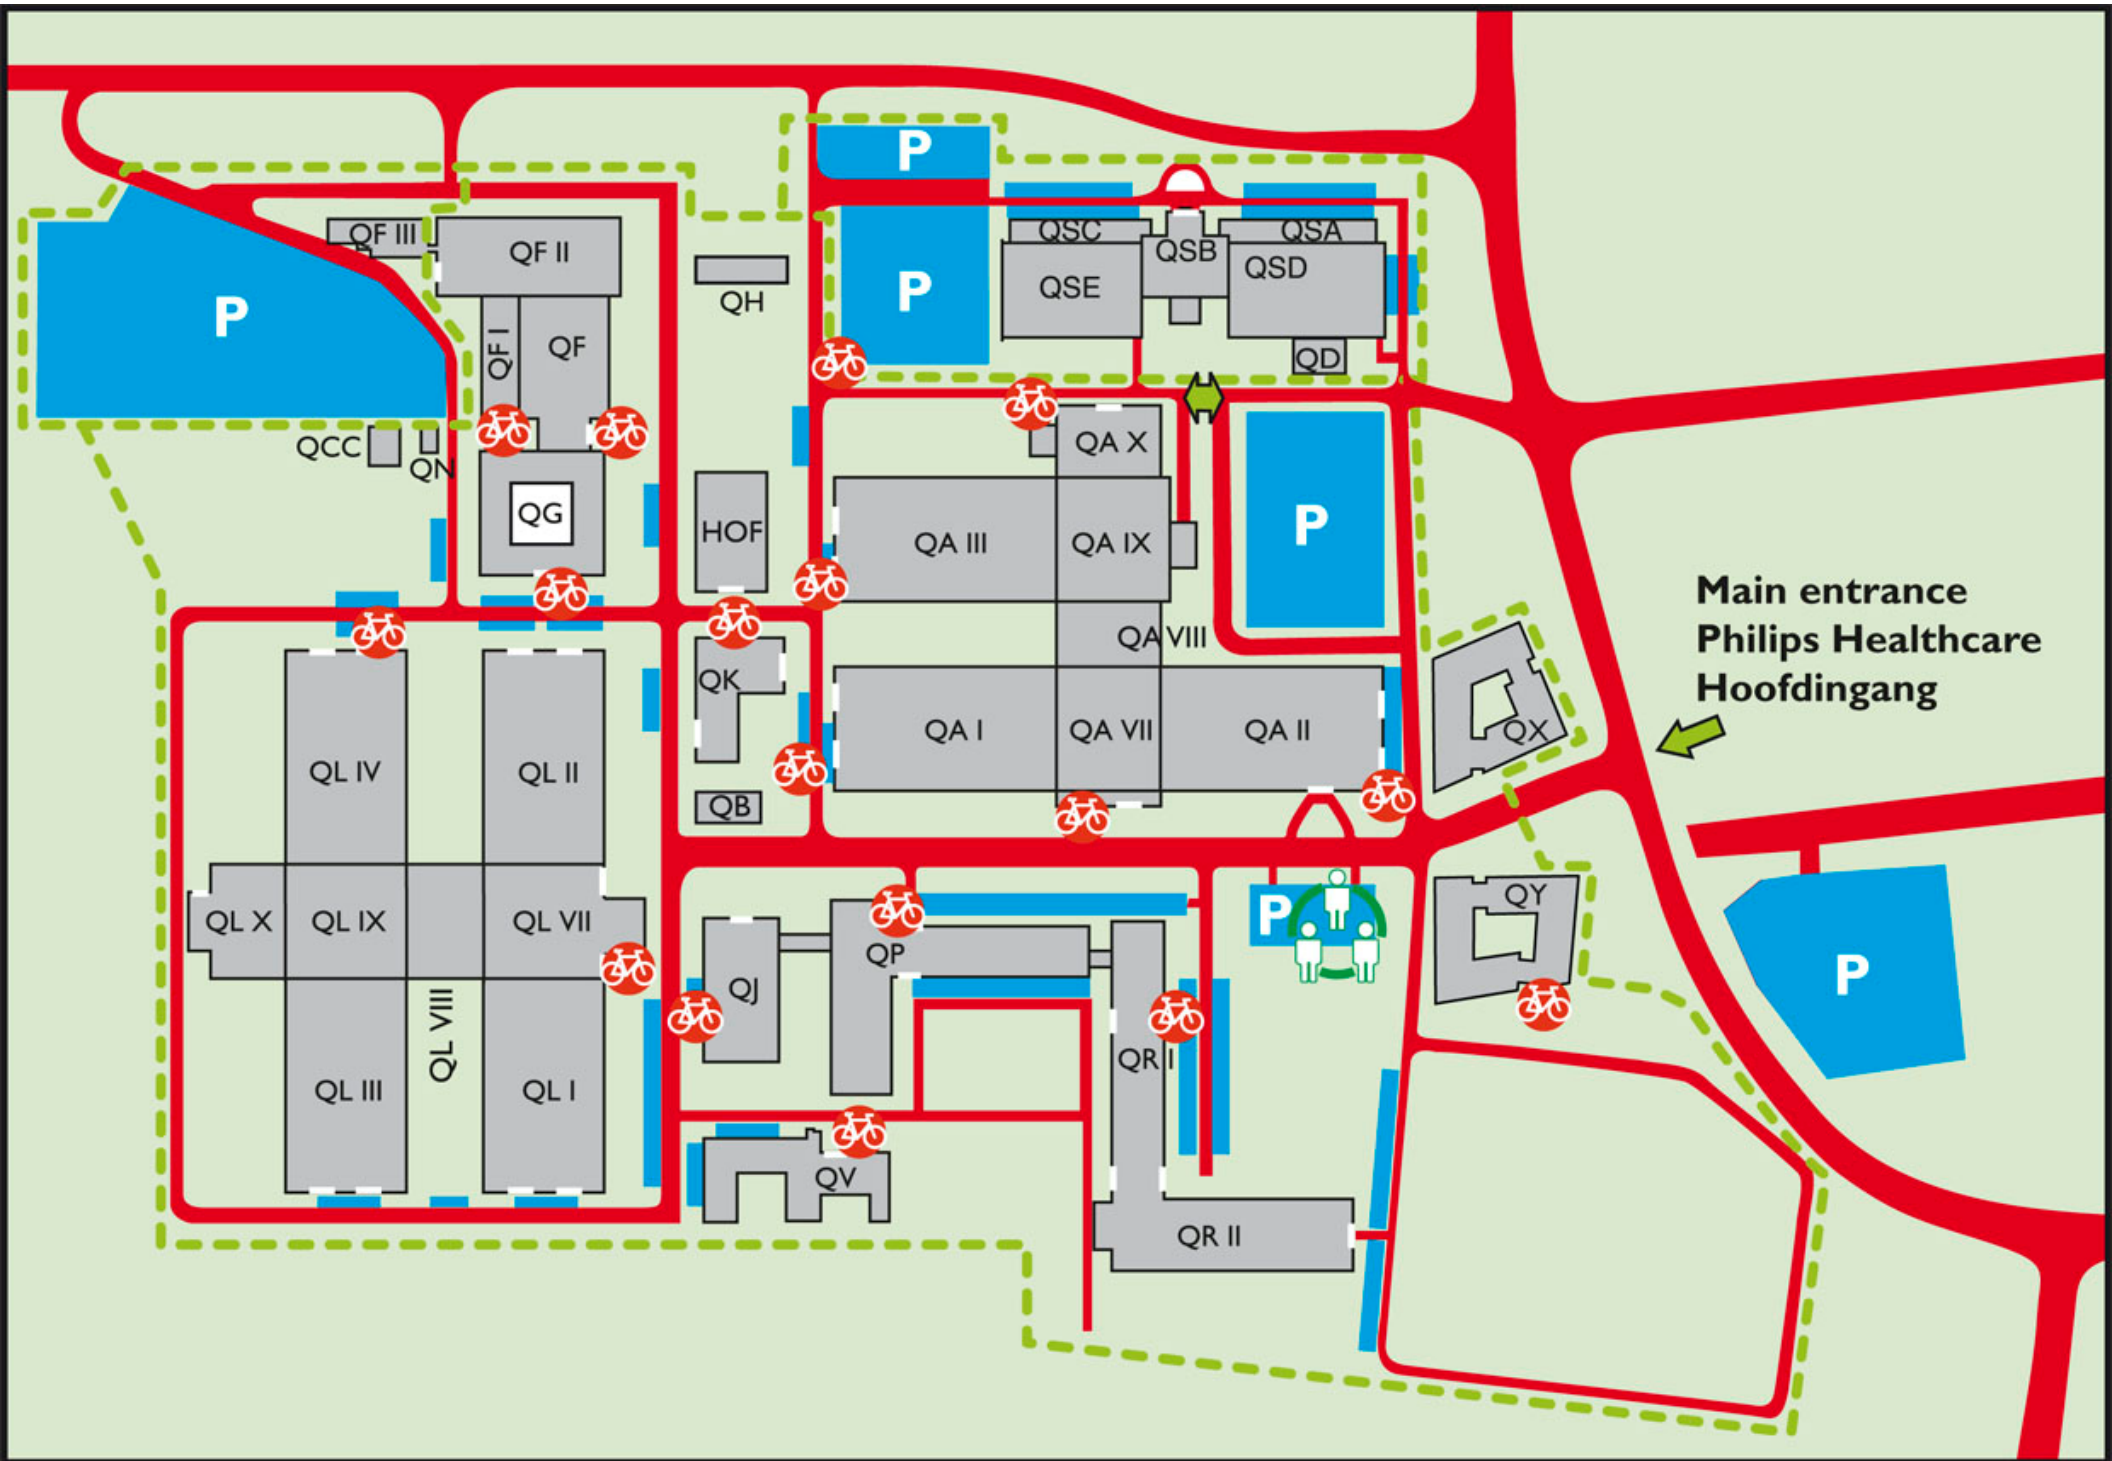 P
QF III
QF II
QSC
QSB
QSA
QSD
QSE
P
P
QH
QF I
QF
QD
QCC
QN
QA X
QG
HOF
QA III
QA IX
P
Main entrance
Philips Healthcare
Hoofdingang
QA VIII
QK
QX
QA I
QA VII
QA II
QL IV
QL II
QB
QL X
QL IX
QL VII
QP
P
QY
QJ
P
QL VIII
QR I
QL III
QL I
QV
QR II